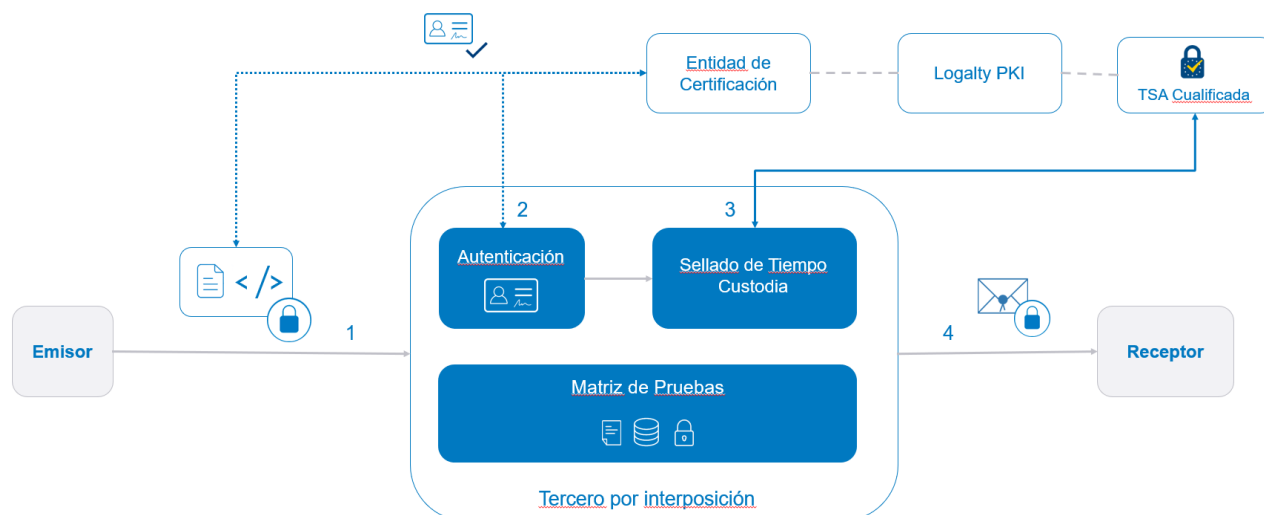 Entidad de
Certificación
Logalty PKI
TSA Cualificada
2
3
Autenticación
Sellado de Tiempo
Custodia
</>
1
4
Emisor
Receptor
Matriz de Pruebas
Tercero por interposición